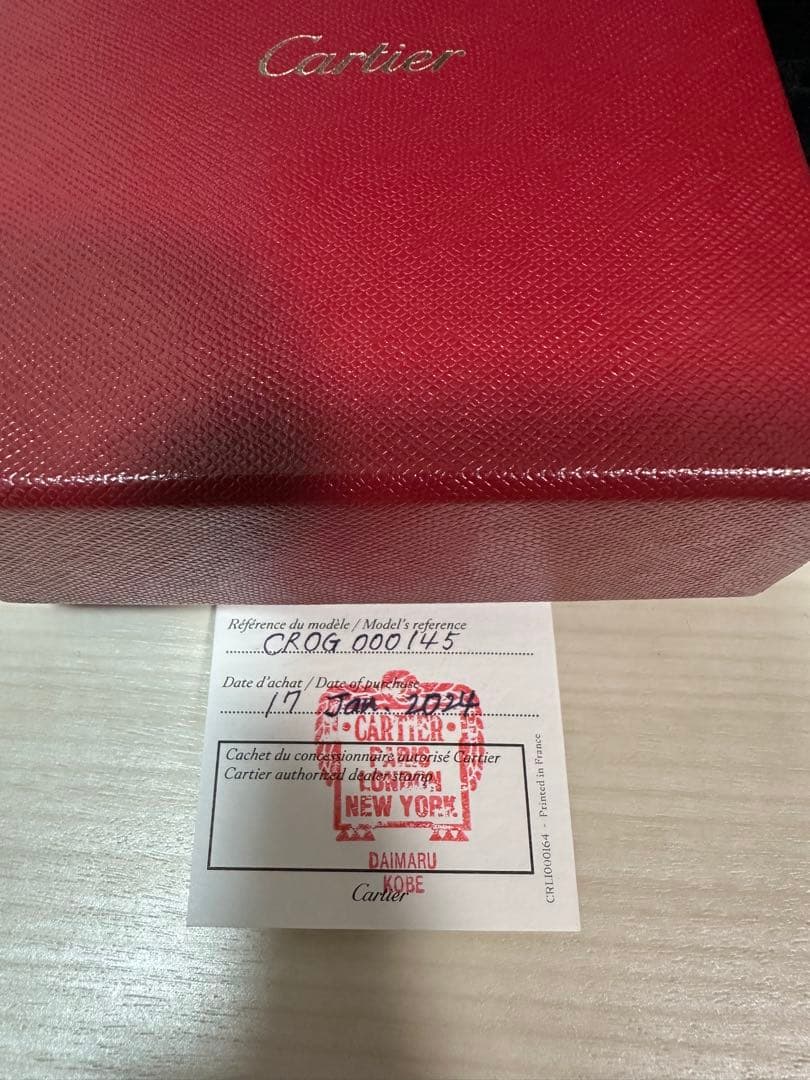 Cartier
Référence du modèle / Model's reference
CROG 000145
Date d'achat / Date of purchase
17 Jan. 2024
Cachet du concessionnaire autorisé Cartier
Cartier authorized dealer stamp
CARTIER
PARIS
LONDON
NEW YORK
DAIMARU
KOBE
Cartier
CRL1000164 - Printed in France